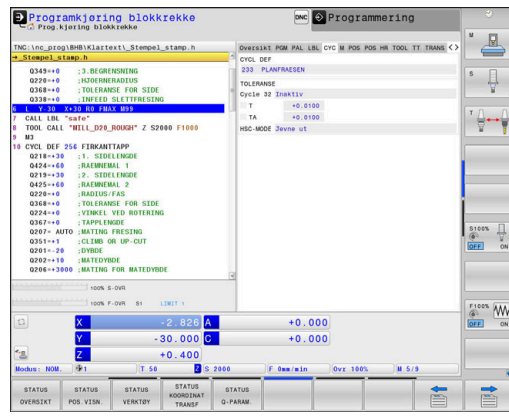 Programkjøring blokkrekke
Prog.kjøring blokkrekke
DNC
Programmering
TNC:\nc_prog\BHB\Klartext\_Stempel_stamp.h
→_Stempel_stamp.h
Q349=+0 ;3.BEGRENSNING
Q220=+0 ;HJOERNERADIUS
Q368=+0 ;TOLERANSE FOR SIDE
Q338=+0 ;INFEED SLETTFRESING
6 L Y-30 X+30 R0 FMAX M99
7 CALL LBL "safe"
8 TOOL CALL "MILL_D20_ROUGH" Z S2000 F1000
9 M3
10 CYCL DEF 256 FIRKANTTAPP
Q218=+30 ;1. SIDELENGDE
Q424=+60 ;RAEMNEMAL 1
Q219=+30 ;2. SIDELENGDE
Q425=+60 ;RAEMNEMAL 2
Q220=+0 ;RADIUS/FAS
Q368=+0 ;TOLERANSE FOR SIDE
Q224=+0 ;VINKEL VED ROTERING
Q367=+0 ;TAPPLENGDE
Q207= AUTO ;MATING FRESING
Q351=+1 ;CLIMB OR UP-CUT
Q201=-20 ;DYBDE
Q202=+10 ;MATEDYBDE
Q206=+3000 ;MATING FOR MATEDYBDE
Oversikt PGM PAL LBL CYC M POS POS HR TOOL TT TRANS
CYCL DEF
233 PLANFRAESEN
TOLERANSE
Cycle 32 Inaktiv
T +0.0100
TA +0.0100
HSC-MODE Jevne ut
100% S-OVR
100% F-OVR S1 LIMIT 1
X -2.826 A +0.000
Y -30.000 C +0.000
Z +0.400
Modus: NOM. 1 T 50 Z S 2000 F 0mm/min Ovr 100% M 5/9
STATUS OVERSIKT
STATUS POS.VISN.
STATUS VERKTØY
STATUS KOORDINAT TRANSF
STATUS Q-PARAM.
M
S
T
S100%
OFF ON
F100%
OFF ON